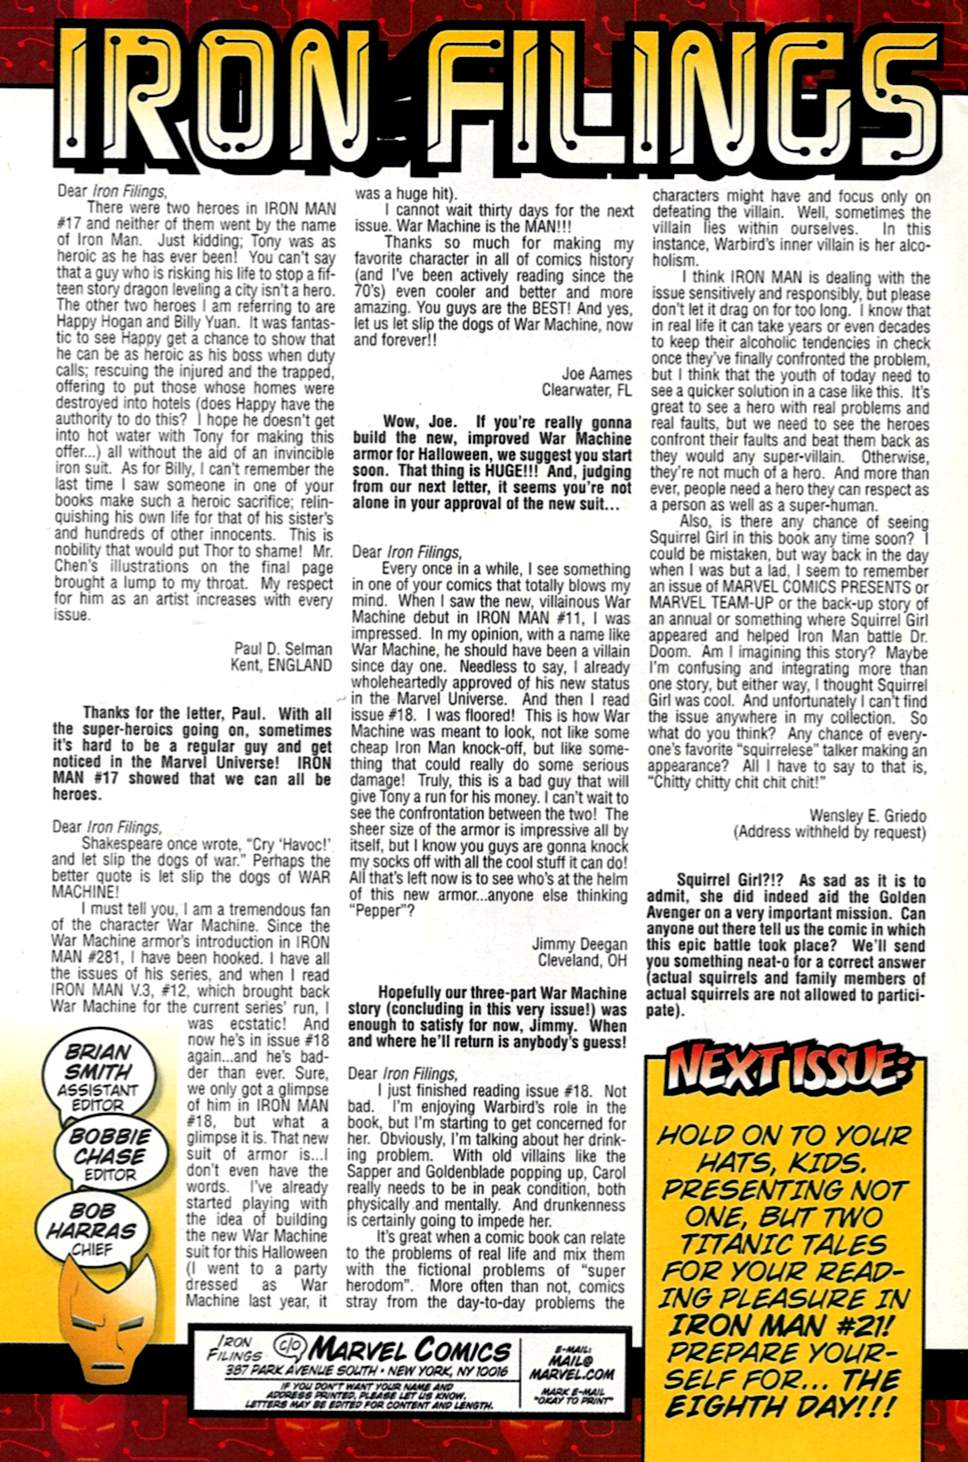 IRON FILINGS
Dear Iron Filings,
There were two heroes in IRON MAN
#17 and neither of them went by the name
of Iron Man. Just kidding; Tony was as
heroic as he has ever been! You can't say
that a guy who is risking his life to stop a fif-
teen story dragon leveling a city isn't a hero.
The other two heroes I am referring to are
Happy Hogan and Billy Yuan. It was fantas-
tic to see Happy get a chance to show that
he can be as heroic as his boss when duty
calls; rescuing the injured and the trapped,
offering to put those whose homes were
destroyed into hotels (does Happy have the
authority to do this? I hope he doesn't get
into hot water with Tony for making this
offer...) all without the aid of an invincible
iron suit. As for Billy, I can't remember the
last time I saw someone in one of your
books make such a heroic sacrifice; relin-
quishing his own life for that of his sister's
and hundreds of other innocents. This is
nobility that would put Thor to shame! Mr.
Chen's illustrations on the final page
brought a lump to my throat. My respect
for him as an artist increases with every
issue.
Paul D. Selman
Kent, ENGLAND
Thanks for the letter, Paul. With all
the super-heroics going on, sometimes
it's hard to be a regular guy and get
noticed in the Marvel Universe! IRON
MAN #17 showed that we can all be
heroes.
Dear Iron Filings,
Shakespeare once wrote, "Cry 'Havoc!'
and let slip the dogs of war." Perhaps the
better quote is let slip the dogs of WAR
MACHINE!
I must tell you, I am a tremendous fan
of the character War Machine. Since the
War Machine armor's introduction in IRON
MAN #281, I have been hooked. I have all
the issues of his series, and when I read
IRON MAN V.3, #12, which brought back
War Machine for the current series' run, I
was ecstatic! And
now he's in issue #18
again...and he's bad-
der than ever. Sure,
we only got a glimpse
of him in IRON MAN
#18, but what a
glimpse it is. That new
suit of armor is...I
don't even have the
words. I've already
started playing with
the idea of building
the new War Machine
suit for this Halloween
(I went to a party
dressed as War
Machine last year, it
was a huge hit).
I cannot wait thirty days for the next
issue. War Machine is the MAN!!!
Thanks so much for making my
favorite character in all of comics history
(and I've been actively reading since the
70's) even cooler and better and more
amazing. You guys are the BEST! And yes,
let us let slip the dogs of War Machine, now
and forever!!
Joe Aames
Clearwater, FL
Wow, Joe. If you're really gonna
build the new, improved War Machine
armor for Halloween, we suggest you start
soon. That thing is HUGE!!! And, judging
from our next letter, it seems you're not
alone in your approval of the new suit...
Dear Iron Filings,
Every once in a while, I see something
in one of your comics that totally blows my
mind. When I saw the new, villainous War
Machine debut in IRON MAN #11, I was
impressed. In my opinion, with a name like
War Machine, he should have been a villain
since day one. Needless to say, I already
wholeheartedly approved of his new status
in the Marvel Universe. And then I read
issue #18. I was floored! This is how War
Machine was meant to look, not like some
cheap Iron Man knock-off, but like some-
thing that could really do some serious
damage! Truly, this is a bad guy that will
give Tony a run for his money. I can't wait to
see the confrontation between the two! The
sheer size of the armor is impressive all by
itself, but I know you guys are gonna knock
my socks off with all the cool stuff it can do!
All that's left now is to see who's at the helm
of this new armor...anyone else thinking
"Pepper"?
Jimmy Deegan
Cleveland, OH
Hopefully our three-part War Machine
story (concluding in this very issue!) was
enough to satisfy for now, Jimmy. When
and where he'll return is anybody's guess!
Dear Iron Filings,
I just finished reading issue #18. Not
bad. I'm enjoying Warbird's role in the
book, but I'm starting to get concerned for
her. Obviously, I'm talking about her drink-
ing problem. With old villains like the
Sapper and Goldenblade popping up, Carol
really needs to be in peak condition, both
physically and mentally. And drunkenness
is certainly going to impede her.
It's great when a comic book can relate
to the problems of real life and mix them
with the fictional problems of "super
herodom". More often than not, comics
stray from the day-to-day problems the
characters might have and focus only on
defeating the villain. Well, sometimes the
villain lies within ourselves. In this
instance, Warbird's inner villain is her alco-
holism.
I think IRON MAN is dealing with the
issue sensitively and responsibly, but please
don't let it drag on for too long. I know that
in real life it can take years or even decades
to keep their alcoholic tendencies in check
once they've finally confronted the problem,
but I think that the youth of today need to
see a quicker solution in a case like this. It's
great to see a hero with real problems and
real faults, but we need to see the heroes
confront their faults and beat them back as
they would any super-villain. Otherwise,
they're not much of a hero. And more than
ever, people need a hero they can respect as
a person as well as a super-human.
Also, is there any chance of seeing
Squirrel Girl in this book any time soon? I
could be mistaken, but way back in the day
when I was but a lad, I seem to remember
an issue of MARVEL COMICS PRESENTS or
MARVEL TEAM-UP or the back-up story of
an annual or something where Squirrel Girl
appeared and helped Iron Man battle Dr.
Doom. Am I imagining this story? Maybe
I'm confusing and integrating more than
one story, but either way, I thought Squirrel
Girl was cool. And unfortunately I can't find
the issue anywhere in my collection. So
what do you think? Any chance of every-
one's favorite "squirrelese" talker making an
appearance? All I have to say to that is,
"Chitty chitty chit chit chit!"
Wensley E. Griedo
(Address withheld by request)
Squirrel Girl?!? As sad as it is to
admit, she did indeed aid the Golden
Avenger on a very important mission. Can
anyone out there tell us the comic in which
this epic battle took place? We'll send
you something neat-o for a correct answer
(actual squirrels and family members of
actual squirrels are not allowed to partici-
pate).
BRIAN
SMITH
ASSISTANT
EDITOR
BOBBIE
CHASE
EDITOR
BOB
HARRAS
CHIEF
IRON
FILINGS
C/O MARVEL COMICS
387 PARK AVENUE SOUTH • NEW YORK, NY 10016
IF YOU DON'T WANT YOUR NAME AND
ADDRESS PRINTED, PLEASE LET US KNOW.
LETTERS MAY BE EDITED FOR CONTENT AND LENGTH.
E-MAIL:
MAIL@
MARVEL.COM
MARK E-MAIL
"OKAY TO PRINT"
NEXT ISSUE:
HOLD ON TO YOUR
HATS, KIDS.
PRESENTING NOT
ONE, BUT TWO
TITANIC TALES
FOR YOUR READ-
ING PLEASURE IN
IRON MAN #21!
PREPARE YOUR-
SELF FOR... THE
EIGHTH DAY!!!